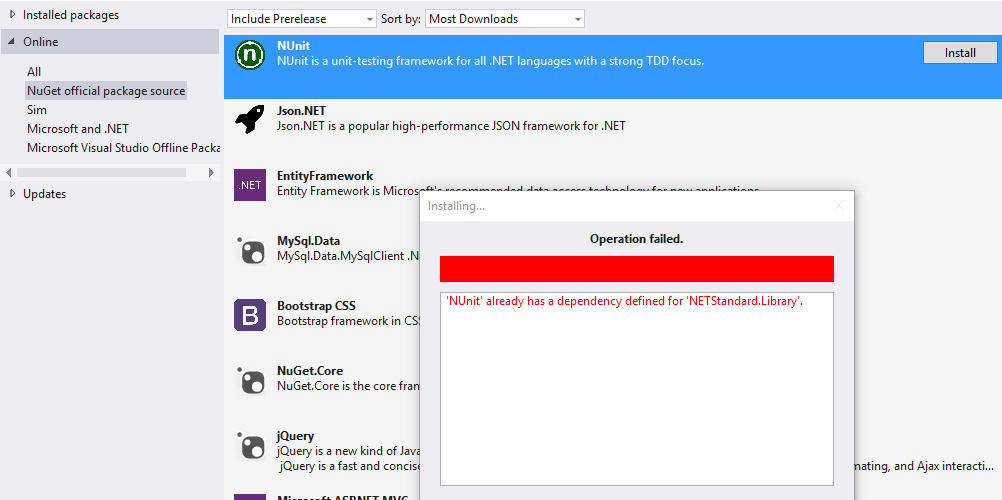 Installed packages
Online
All
NuGet official package source
Sim
Microsoft and .NET
Microsoft Visual Studio Offline Packa
Updates
Include Prerelease Sort by: Most Downloads
n
NUnit
NUnit is a unit-testing framework for all .NET languages with a strong TDD focus.
Install
Json.NET
Json.NET is a popular high-performance JSON framework for .NET
.NET
EntityFramework
Entity Framework is Microsoft's recommended data access technology for new applications.
MySql.Data
MySql.Data.MySqlClient .N
B
Bootstrap CSS
Bootstrap framework in CSS
NuGet.Core
NuGet.Core is the core fram
jQuery
jQuery is a new kind of Java
jQuery is a fast and concise mating, and Ajax interacti...
Microsoft ASP.NET MVC
Installing...
Operation failed.
'NUnit' already has a dependency defined for 'NETStandard.Library'.